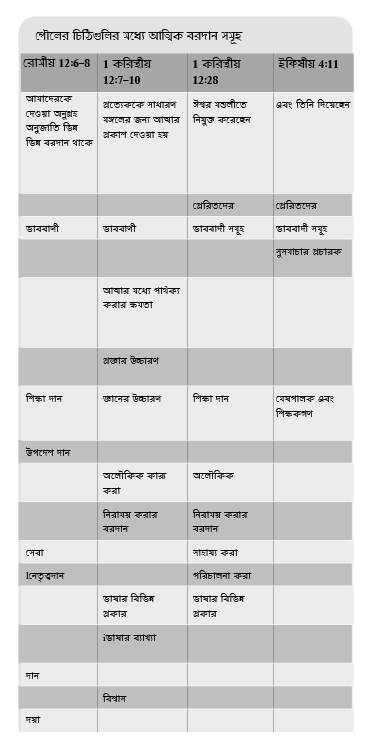 পৌলের চিঠিগুলির মধ্যে আত্মিক বরদান সমূহ
রোমীয় 12:6–8 1 করিন্থীয় 12:7–10 1 করিন্থীয় 12:28 ইফিষীয় 4:11
আমাদেরকে দেওয়া অনুগ্রহ অনুজাতি ভিন্ন ভিন্ন বরদান থাকে প্রত্যেককে সাধারণ মঙ্গলের জন্য আত্মার প্রকাপ দেওয়া হয় ঈশ্বর মণ্ডলীতে নিযুক্ত করেছেন এবং তিনি দিয়েছেন
প্রেরিতদের প্রেরিতদের
ভাববাণী ভাববাণী ভাববাদী সমূহ ভাববাদী সমূহ
সুসমাচার প্রচারক
আত্মার মধ্যে পার্থক্য করার ক্ষমতা
প্রজ্ঞার উচ্চারণ
শিক্ষা দান জ্ঞানের উচ্চারণ শিক্ষা দান মেষপালক এবং শিক্ষকগণ
উপদেশ দান
অলৌকিক কার্য্য করা অলৌকিক
নিরাময় করার বরদান নিরাময় করার বরদান
সেবা সাহায্য করা
lনেতৃত্বদান পরিচালনা করা
ভাষার বিভিন্ন প্রকার ভাষার বিভিন্ন প্রকার
iভাষার ব্যাখ্যা
দান
বিশ্বাস
দয়া